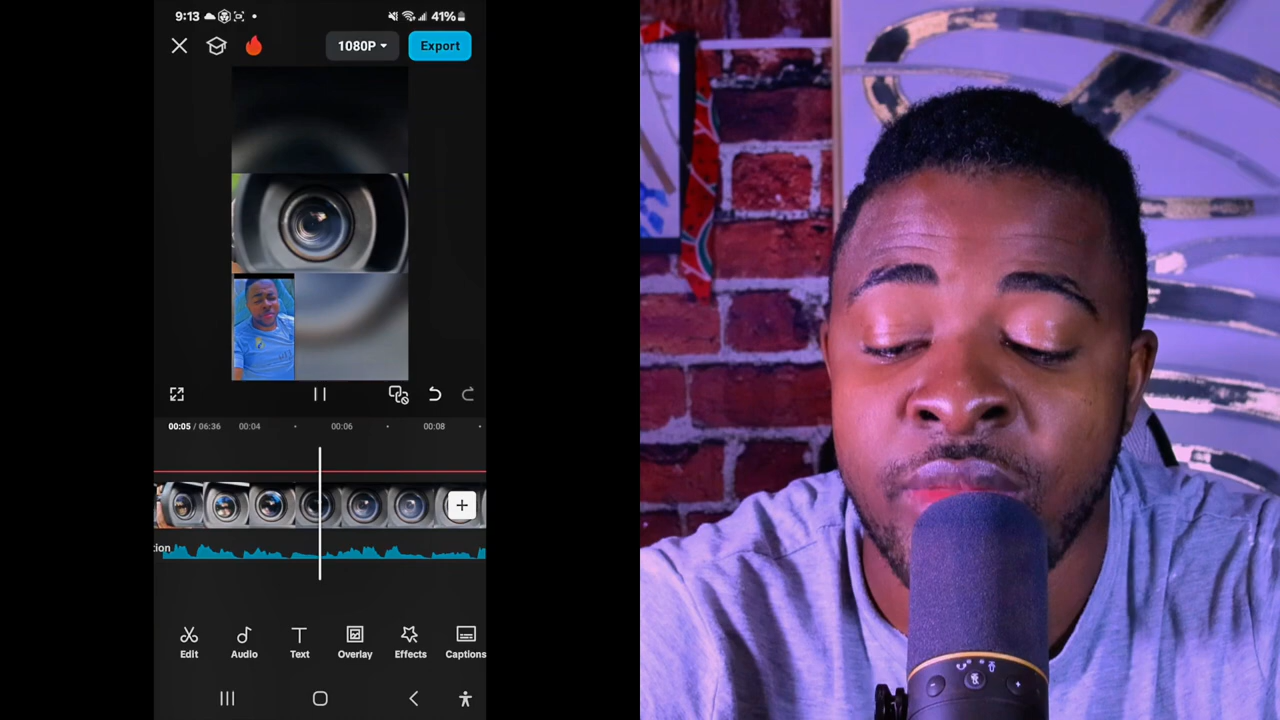 9:13 41%
1080P Export
00:05 / 06:36 00:04 00:06 00:08
ion
Edit Audio Text Overlay Effects Captions